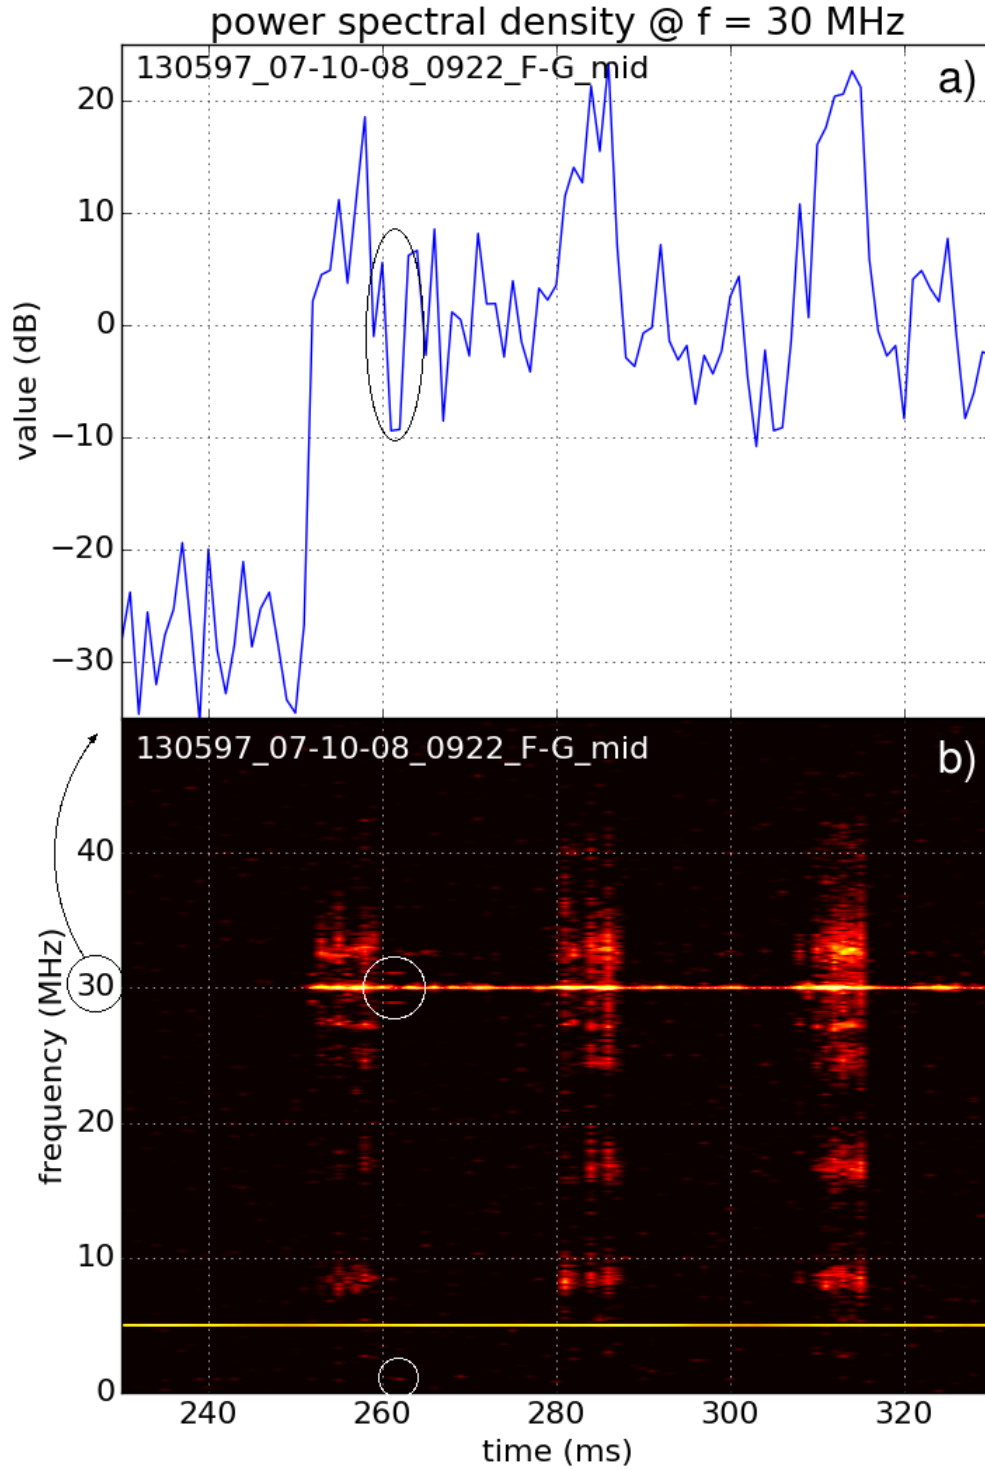 power spectral density @ f = 30 MHz
130597_07-10-08_0922_F-G_mid
a)
20
10
0
−10
−20
−30
value (dB)
130597_07-10-08_0922_F-G_mid
b)
40
30
20
10
0
frequency (MHz)
240 260 280 300 320
time (ms)